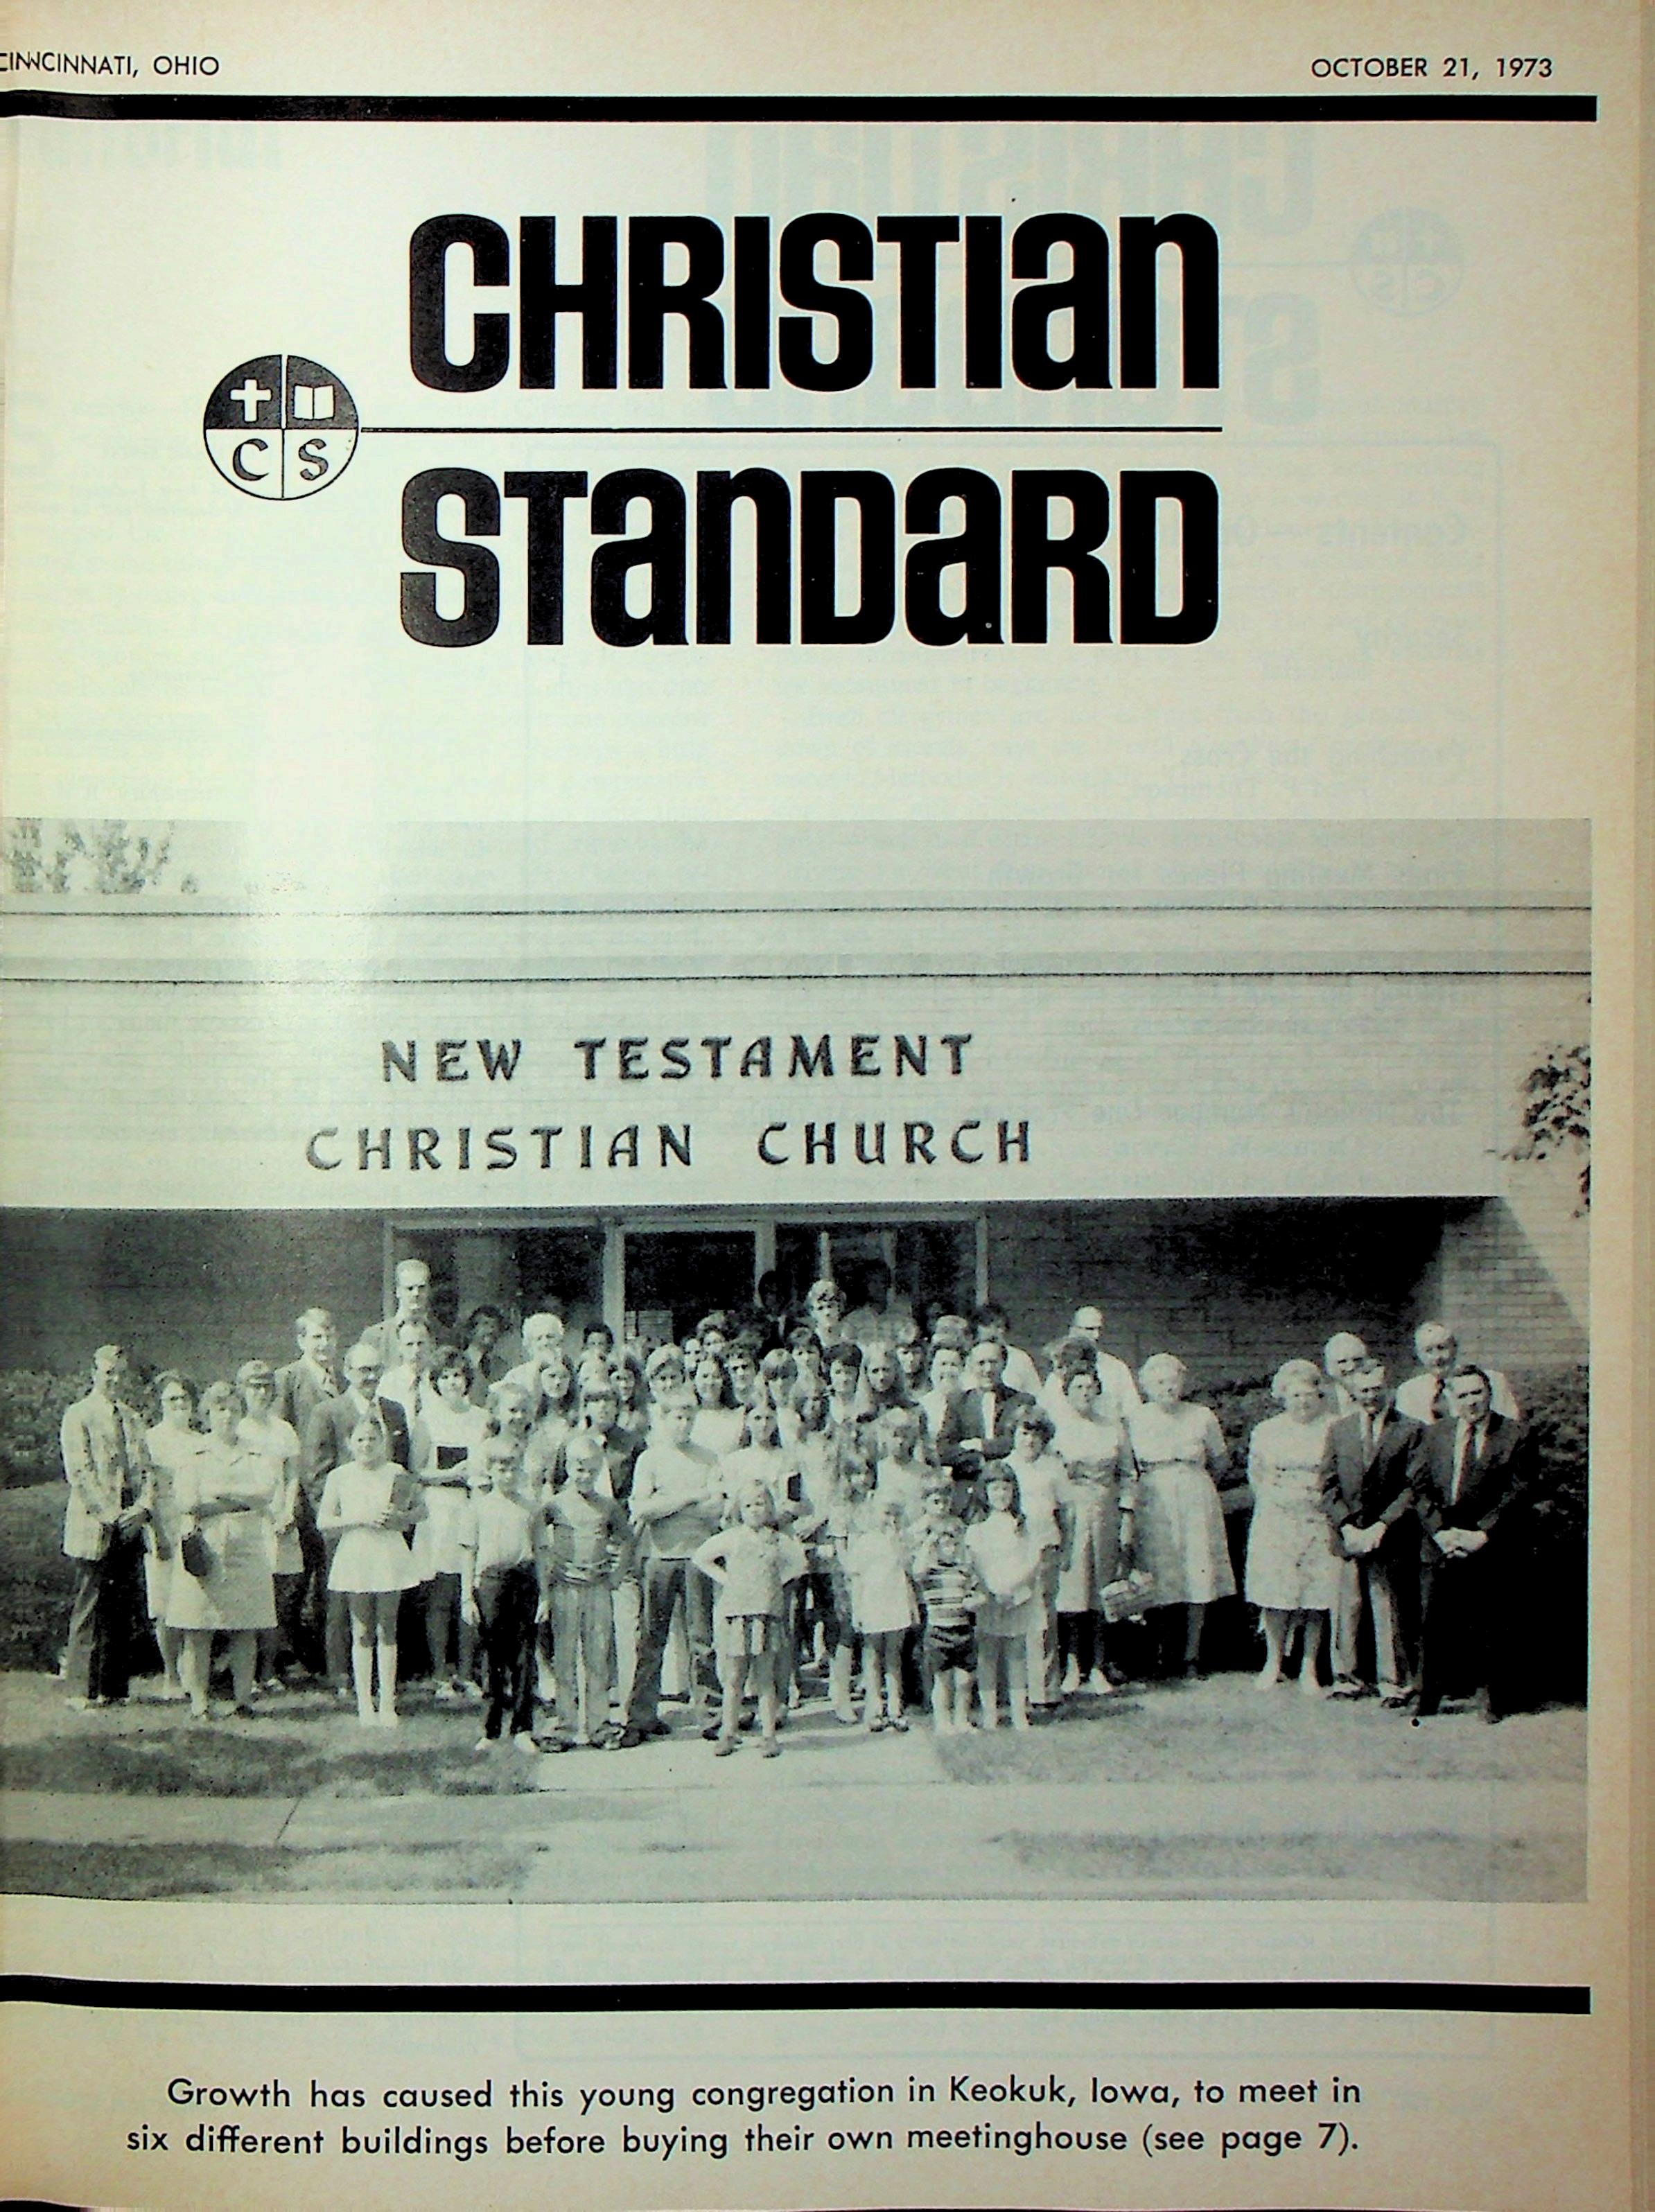 CINCINNATI, OHIO
OCTOBER 21, 1973
CHRISTIAN
C S
STANDARD
NEW TESTAMENT
CHRISTIAN CHURCH
Growth has caused this young congregation in Keokuk, Iowa, to meet in
six different buildings before buying their own meetinghouse (see page 7).